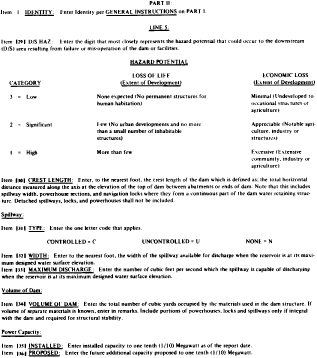 PART II:
Item 1 IDENTITY: Enter Identity per GENERAL INSTRUCTIONS on PART I.
LINE 5:
Item [29] D/S HAZ: Enter the digit that most closely represents the hazard potential that could occur to the downstream
(D/S) area resulting from failure or mis-operation of the dam or facilities.
HAZARD POTENTIAL
LOSS OF LIFE ECONOMIC LOSS
CATEGORY (Extent of Development) (Extent of Development)
3 = Low None expected (No permanent structures for Minimal (Undeveloped to
human habitation) occasional structures or
agriculture)
2 = Significant Few (No urban developments and no more Appreciable (Notable agri-
than a small number of inhabitable culture, industry or
structures) structures)
1 = High More than few Excessive (Extensive
community, industry or
agriculture)
Item [30] CREST LENGTH: Enter, to the nearest foot, the crest length of the dam which is defined as: the total horizontal
distance measured along the axis at the elevation of the top of dam between abutments or ends of dam. Note that this includes
spillway width, powerhouse sections, and navigation locks where they form a continuous part of the dam water retaining struc-
ture. Detached spillways, locks, and powerhouses shall not be included.
Spillway:
Item [31] TYPE: Enter the one letter code that applies.
CONTROLLED = C UNCONTROLLED = U NONE = N
Item [32] WIDTH: Enter to the nearest foot, the width of the spillway available for discharge when the reservoir is at its maxi-
mum designed water surface elevation.
Item [33] MAXIMUM DISCHARGE: Enter the number of cubic feet per second which the spillway is capable of discharging
when the reservoir is at its maximum designed water surface elevation.
Volume of Dam:
Item [34] VOLUME OF DAM: Enter the total number of cubic yards occupied by the materials used in the dam structure. If
volume of separate materials is known, enter in remarks. Include portions of powerhouses, locks and spillways only if integral
with the dam and required for structural stability.
Power Capacity:
Item [35] INSTALLED: Enter installed capacity to one tenth (1/10) Megawatt as of the report date.
Item [36] PROPOSED: Enter the future additional capacity proposed to one tenth (1/10) Megawatt.